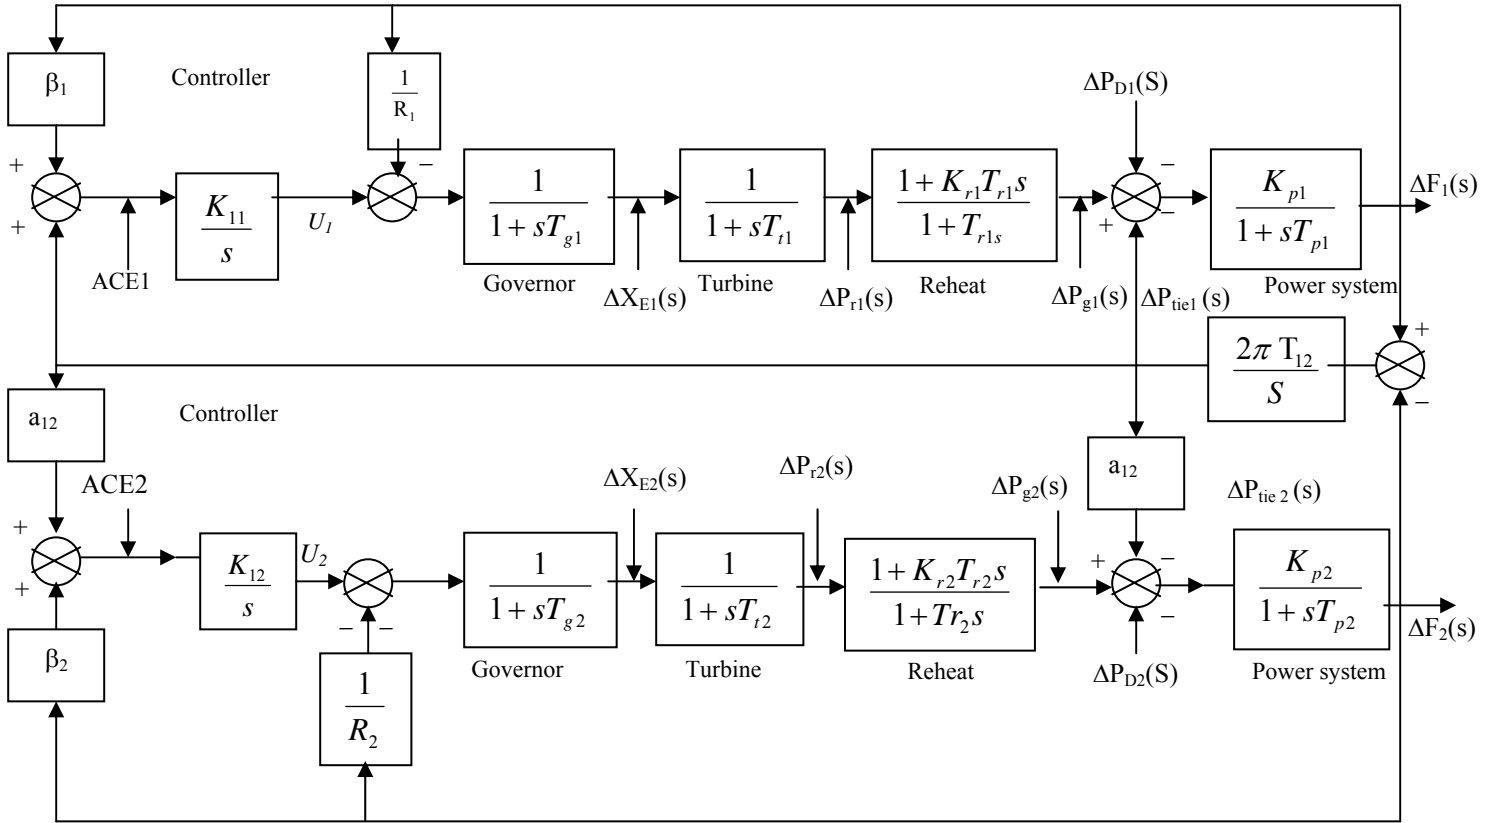 β1
Controller
1
R1
ΔPD1(S)
+
−
−
+
K11
s
U1
ACE1
1
1 + sTg1
Governor
ΔXE1(s)
1
1 + sTt1
Turbine
ΔPr1(s)
1 + Kr1Tr1s
1 + Tr1s
Reheat
ΔPg1(s)
+
−
ΔPtie1 (s)
Kp1
1 + sTp1
Power system
ΔF1(s)
+
2π T12
S
−
a12
Controller
ACE2
+
+
K12
s
U2
− −
ΔXE2(s)
1
1 + sTg2
Governor
ΔPr2(s)
1
1 + sTt2
Turbine
ΔPg2(s)
1 + Kr2Tr2s
1 + Tr2s
Reheat
a12
ΔPtie 2 (s)
+
−
−
ΔPD2(S)
Kp2
1 + sTp2
Power system
ΔF2(s)
β2
1
R2